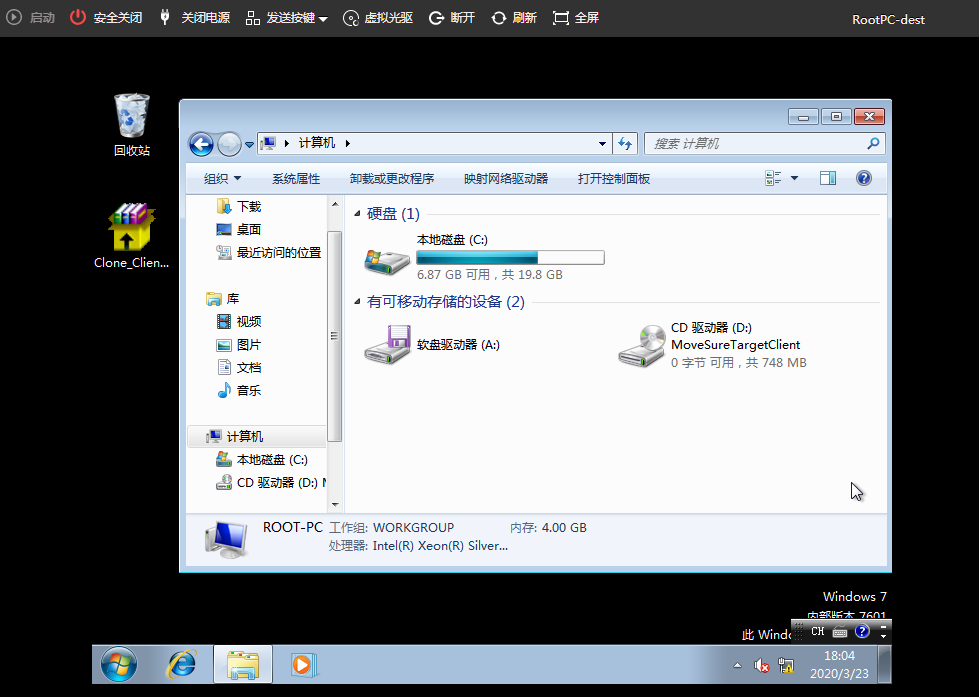 启动 安全关闭 关闭电源 发送按键 虚拟光驱 断开 刷新 全屏 RootPC-dest
回收站
Clone_Clien...
计算机
搜索 计算机
组织 系统属性 卸载或更改程序 映射网络驱动器 打开控制面板
下载
桌面
最近访问的位置
库
视频
图片
文档
音乐
计算机
本地磁盘 (C:)
CD 驱动器 (D:)
硬盘 (1)
本地磁盘 (C:)
6.87 GB 可用，共 19.8 GB
有可移动存储的设备 (2)
软盘驱动器 (A:)
CD 驱动器 (D:)
MoveSureTargetClient
0 字节 可用，共 748 MB
ROOT-PC 工作组: WORKGROUP 内存: 4.00 GB
处理器: Intel(R) Xeon(R) Silver...
Windows 7
内部版本 7601
此 Windo
CH
18:04
2020/3/23